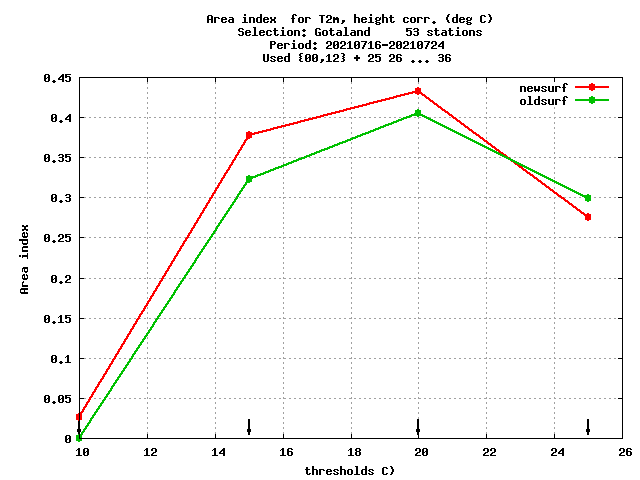 Area index  for T2m, height corr. (deg C)
Selection: Gotaland     53 stations
Period: 20210716-20210724
Used {00,12} + 25 26 ... 36
newsurf
oldsurf
0.45
0.4
0.35
0.3
0.25
0.2
0.15
0.1
0.05
0
Area index
10 12 14 16 18 20 22 24 26
thresholds C)